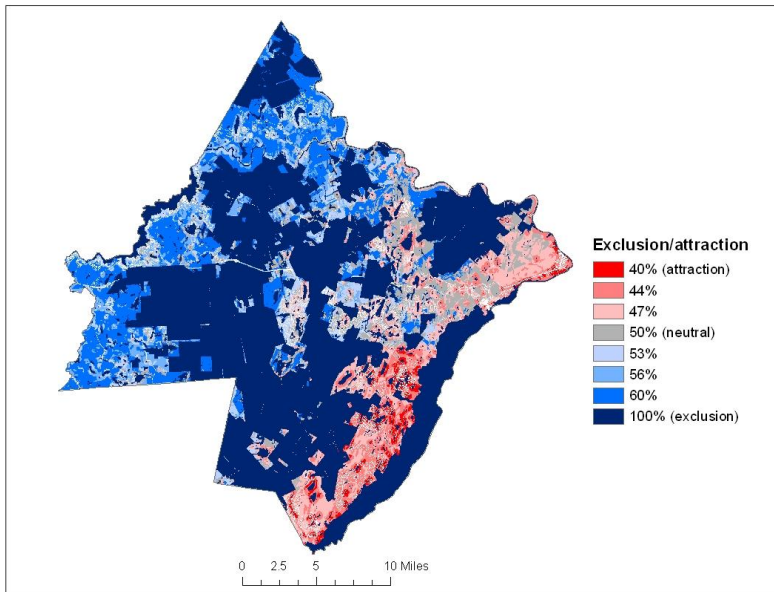 Exclusion/attraction
40% (attraction)
44%
47%
50% (neutral)
53%
56%
60%
100% (exclusion)
0 2.5 5 10 Miles